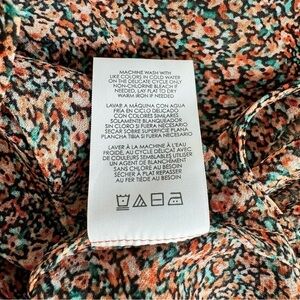 MACHINE WASH WITH
LIKE COLORS IN COLD WATER
ON THE DELICATE CYCLE ONLY
NON-CHLORINE BLEACH IF
NEEDED, LAY FLAT TO DRY
WARM IRON IF NEEDED
LAVAR A MÁQUINA CON AGUA
FRIA EN CICLO DELICADO
CON COLORES SIMILARES
SOLAMENTE BLANQUEADOR
SIN CLORO SI FUERA NECESARIO
SECAR SOBRE SUPERFICIE PLANA
PLANCHA TIBIA SI FUERA NECESARIO
LAVER À LA MACHINE À L'EAU
FROIDE, AU CYCLE DÉLICAT AVEC
DE COULEURS SEMBLABLES UTILISER
UN AGENT DE BLANCHIMENT
SANS CHLORE AU BESOIN
SÉCHER À PLAT REPASSER
AU FER TIÈDE AU BESOIN